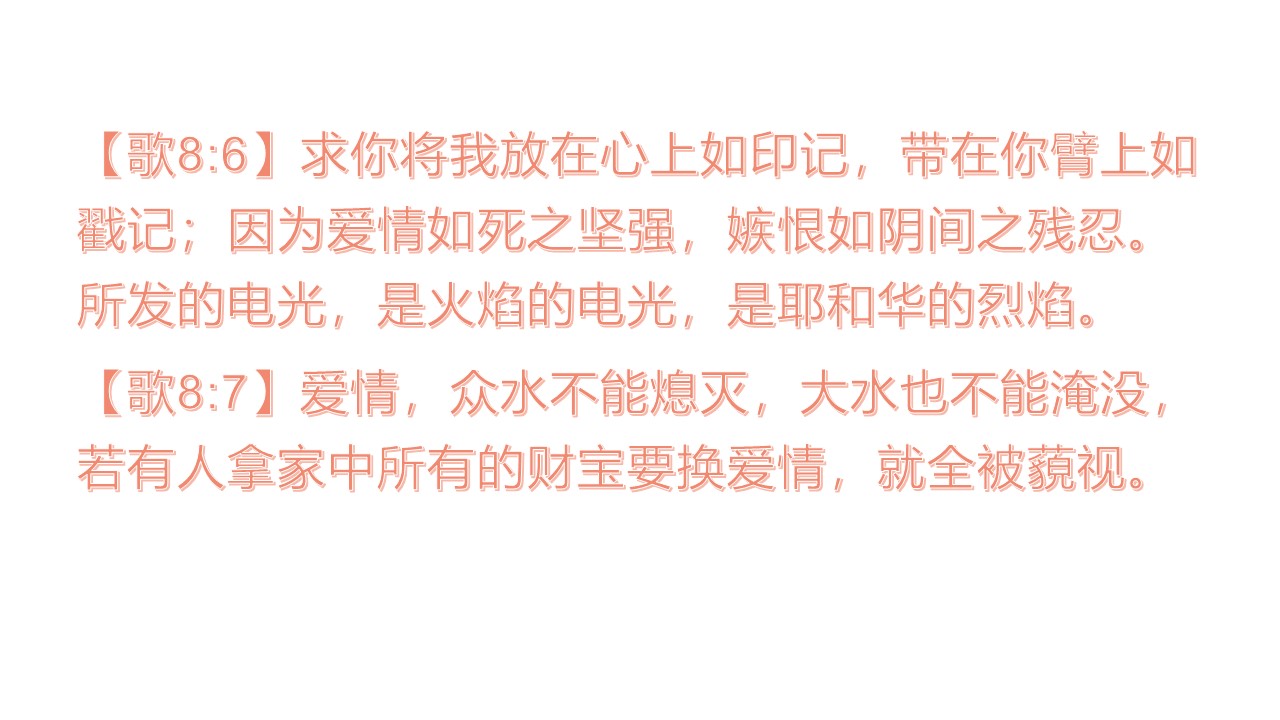 【歌8:6】求你将我放在心上如印记，带在你臂上如
戳记；因为爱情如死之坚强，嫉恨如阴间之残忍。
所发的电光，是火焰的电光，是耶和华的烈焰。
【歌8:7】爱情，众水不能熄灭，大水也不能淹没，
若有人拿家中所有的财宝要换爱情，就全被藐视。